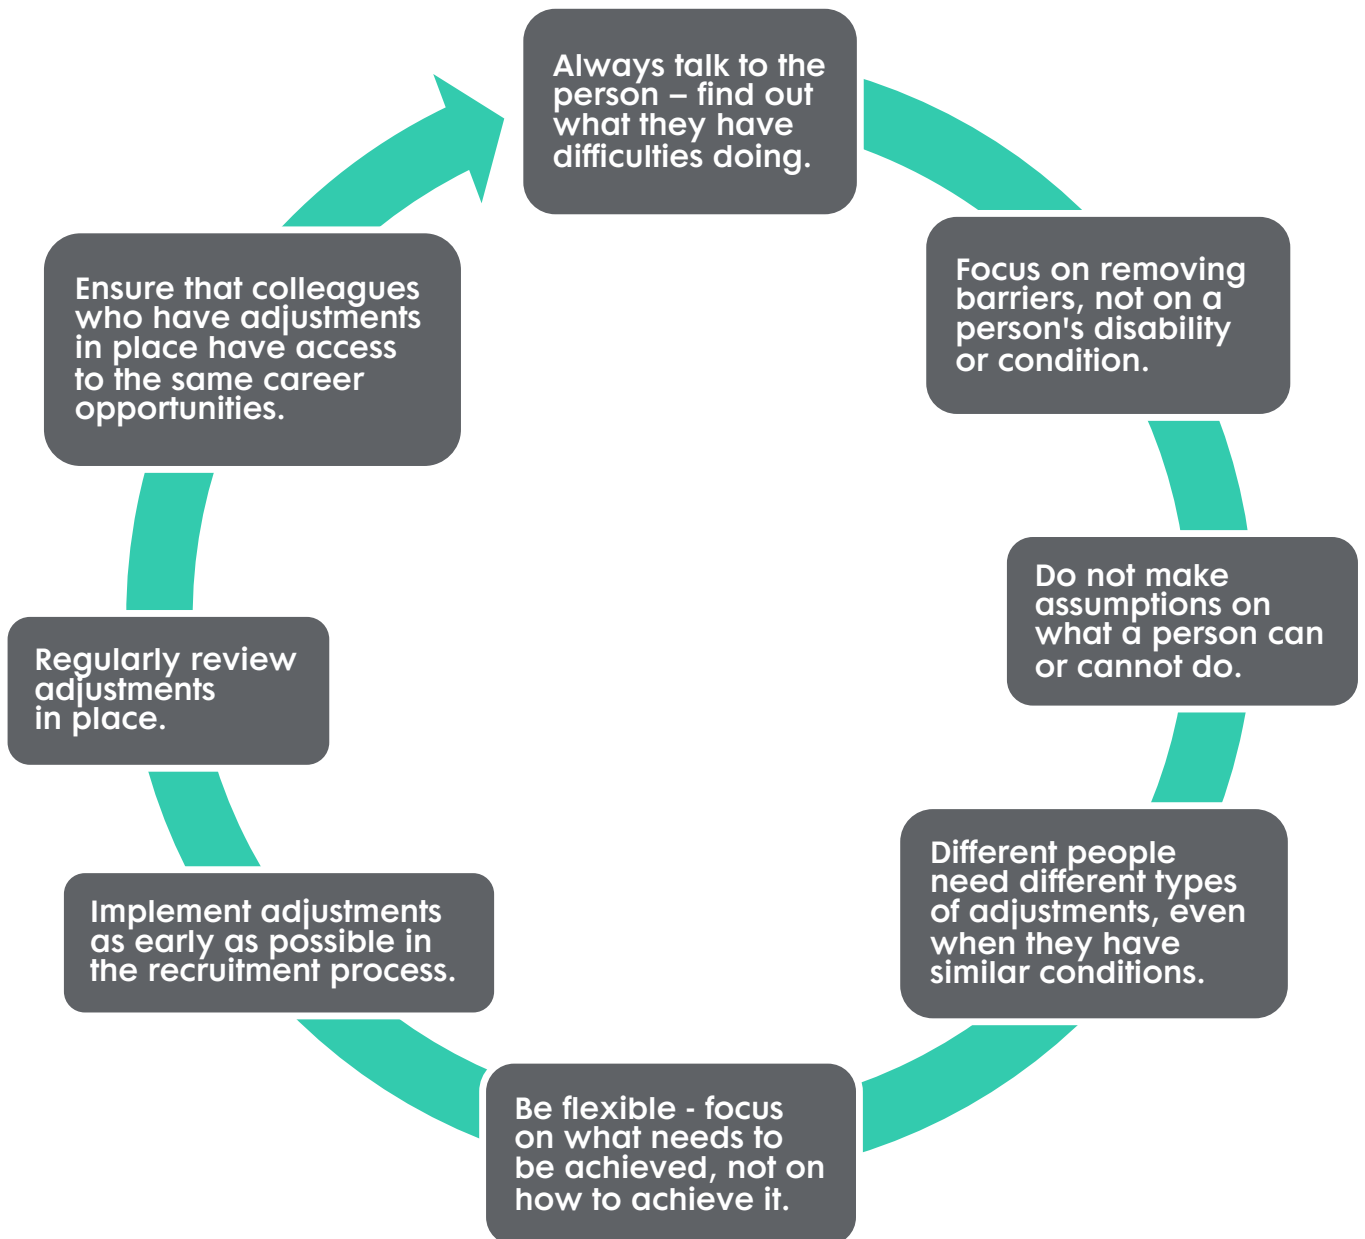 Always talk to the
person – find out
what they have
difficulties doing.
Focus on removing
barriers, not on a
person's disability
or condition.
Do not make
assumptions on
what a person can
or cannot do.
Different people
need different types
of adjustments, even
when they have
similar conditions.
Be flexible - focus
on what needs to
be achieved, not on
how to achieve it.
Implement adjustments
as early as possible in
the recruitment process.
Regularly review
adjustments
in place.
Ensure that colleagues
who have adjustments
in place have access
to the same career
opportunities.